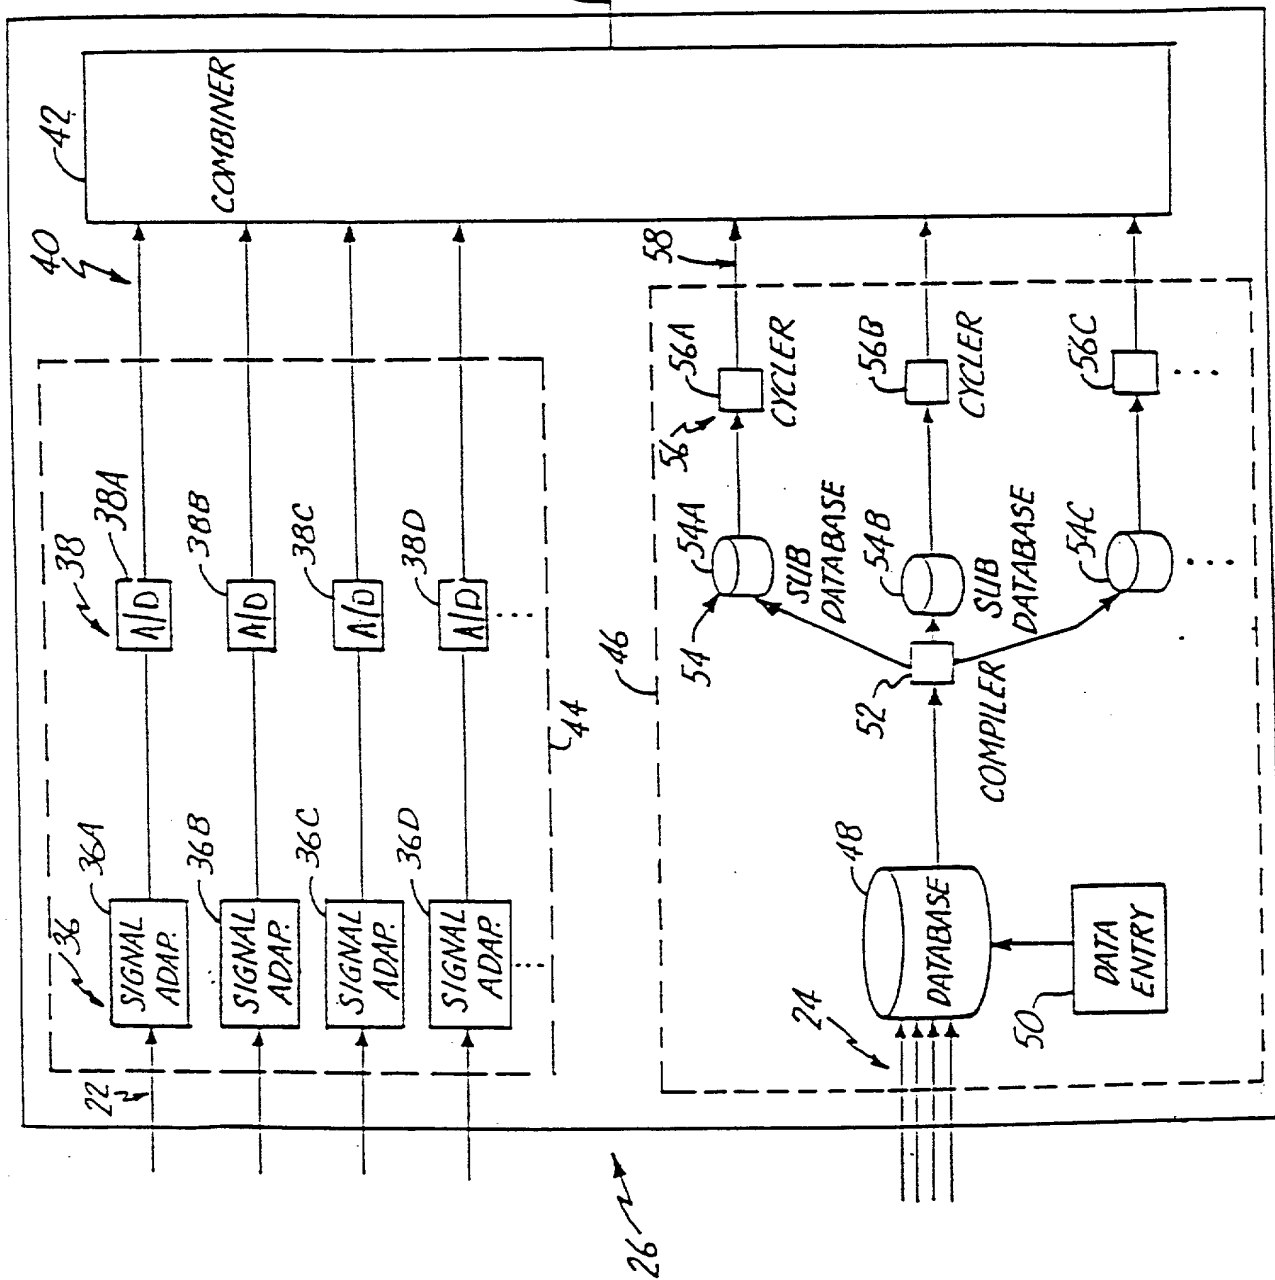 42
COMBINER
40
38
38A
38B
38C
38D
A/D
A/D
A/D
A/D
44
36
36A
36B
36C
36D
SIGNAL
ADAP.
SIGNAL
ADAP.
SIGNAL
ADAP.
SIGNAL
ADAP.
22
58
56
56A
CYCLER
56B
CYCLER
56C
46
54
54A
SUB
DATABASE
54B
SUB
DATABASE
54C
52
COMPILER
48
DATABASE
24
50
DATA
ENTRY
26